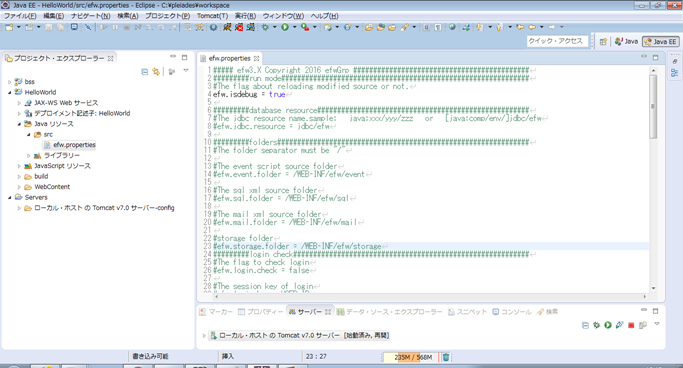 Java EE - HelloWorld/src/efw.properties - Eclipse - C:¥pleiades¥workspace
ファイル(F) 編集(E) ナビゲート(N) 検索(A) プロジェクト(P) Tomcat(T) 実行(R) ウィンドウ(W) ヘルプ(H)
クイック・アクセス Java Java EE
プロジェクト・エクスプローラー
bss
HelloWorld
JAX-WS Web サービス
デプロイメント記述子: HelloWorld
Java リソース
src
efw.properties
ライブラリー
JavaScript リソース
build
WebContent
Servers
ローカル・ホスト の Tomcat v7.0 サーバー-config
efw.properties
1 ##### efw3.X Copyright 2016 efwGrp ########################################
2 #########run mode##########################################################
3 #The flag about reloading modified source or not.
4 efw.isdebug = true
5
6 #########database resource#################################################
7 #The jdbc resource name.sample: java:xxx/yyy/zzz or [java:comp/env/]jdbc/efw
8 #efw.jdbc.resource = jdbc/efw
9
10 #########folders###########################################################
11 #The folder separator must be "/"
12
13 #The event script source folder
14 #efw.event.folder = /WEB-INF/efw/event
15
16 #The sql xml source folder
17 #efw.sql.folder = /WEB-INF/efw/sql
18
19 #The mail xml source folder
20 #efw.mail.folder = /WEB-INF/efw/mail
21
22 #storage folder
23 #efw.storage.folder = /WEB-INF/efw/storage
24 #########login check#######################################################
25 #The flag to check login
26 #efw.login.check = false
27
28 #The session key of login
マーカー プロパティー サーバー データ・ソース・エクスプローラー スニペット コンソール 検索
ローカル・ホスト の Tomcat v7.0 サーバー [始動済み, 再開]
書き込み可能 挿入 23 : 27 235M / 568M